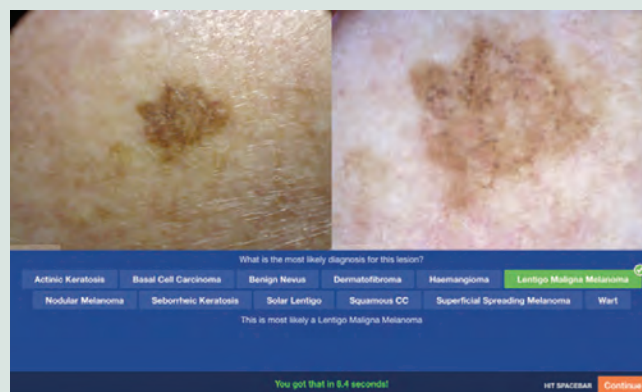 What is the most likely diagnosis for this lesion?
Actinic Keratosis Basal Cell Carcinoma Benign Nevus Dermatofibroma Haemangioma Lentigo Maligna Melanoma
Nodular Melanoma Seborrheic Keratosis Solar Lentigo Squamous CC Superficial Spreading Melanoma Wart
This is most likely a Lentigo Maligna Melanoma
You got that in 8.4 seconds! HIT SPACEBAR Continue